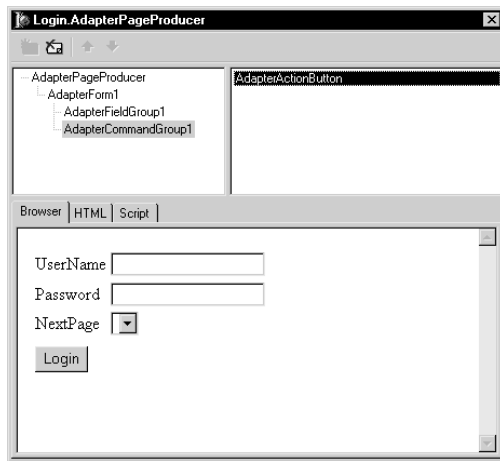 Login.AdapterPageProducer
AdapterPageProducer
AdapterForm1
AdapterFieldGroup1
AdapterCommandGroup1
AdapterActionButton
Browser HTML Script
UserName
Password
NextPage
Login